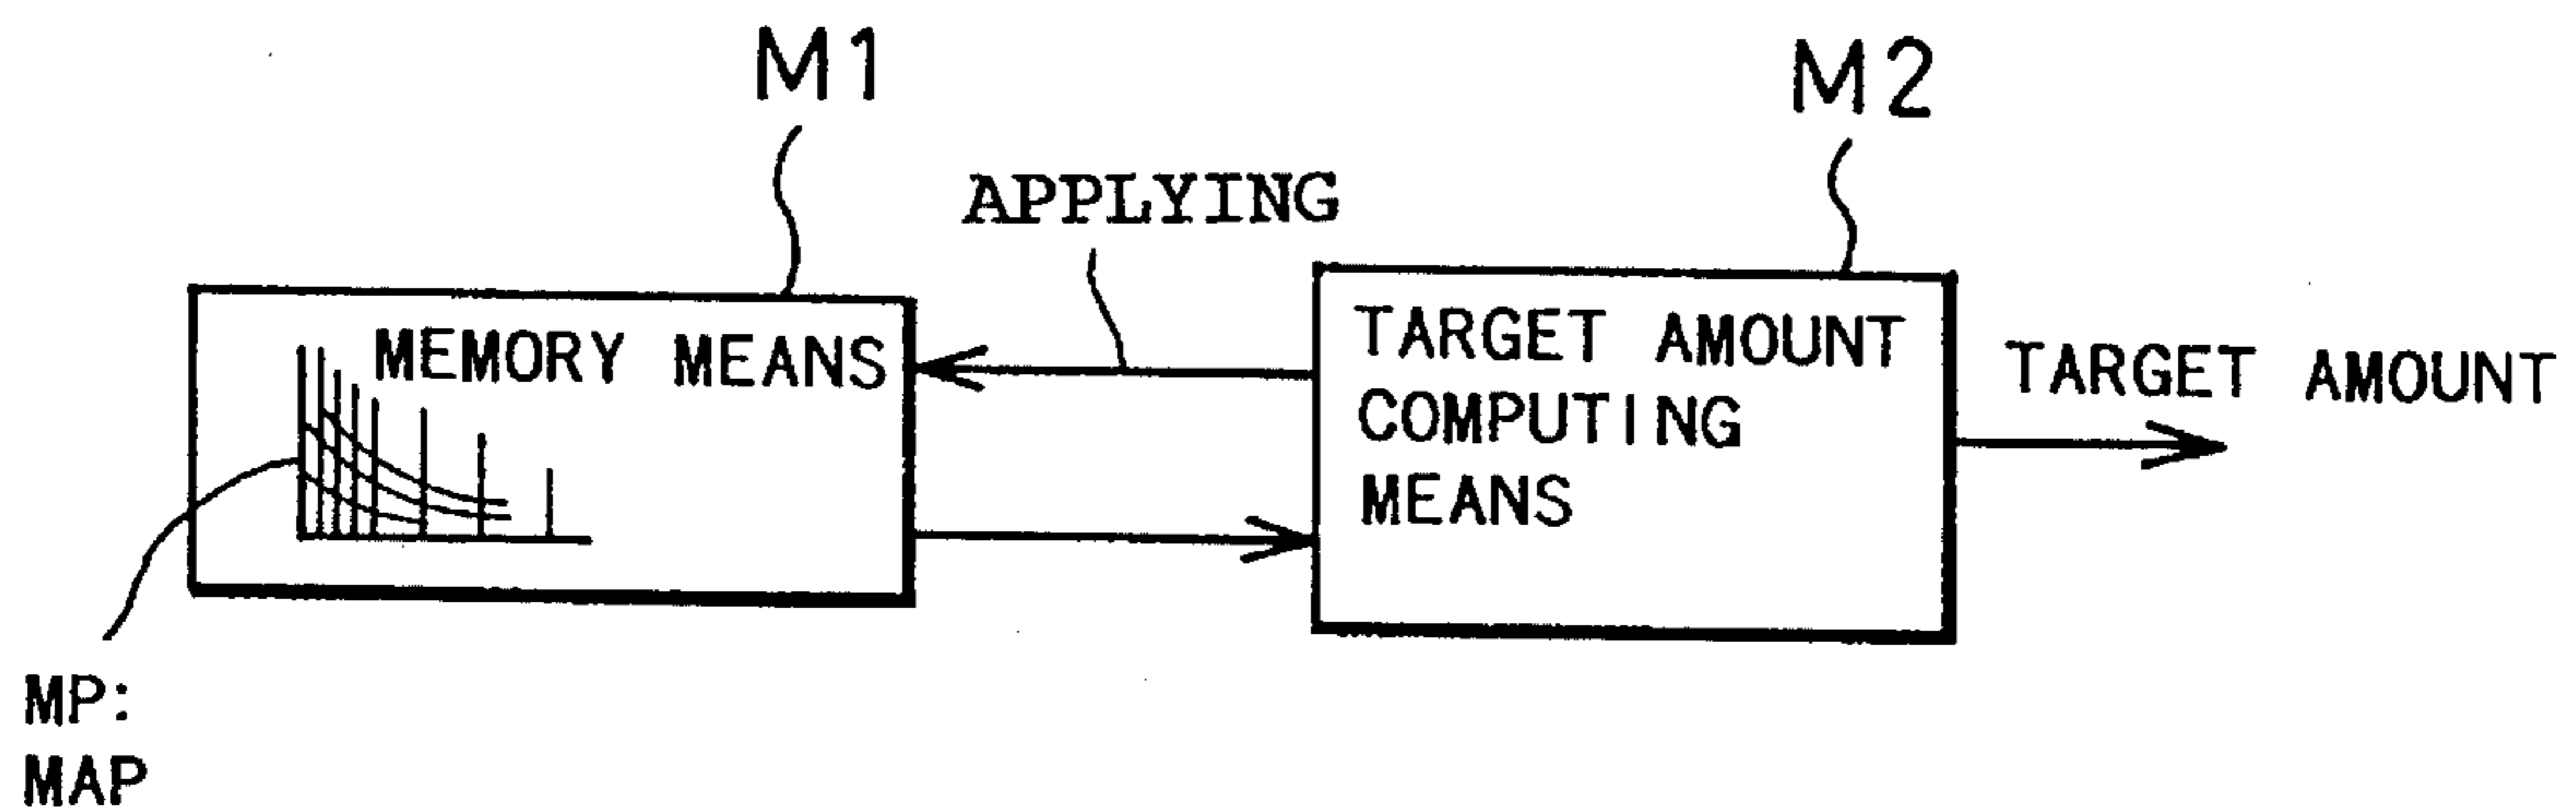 M1
M2
APPLYING
MEMORY MEANS
TARGET AMOUNT
COMPUTING
MEANS
TARGET AMOUNT
MP:
MAP